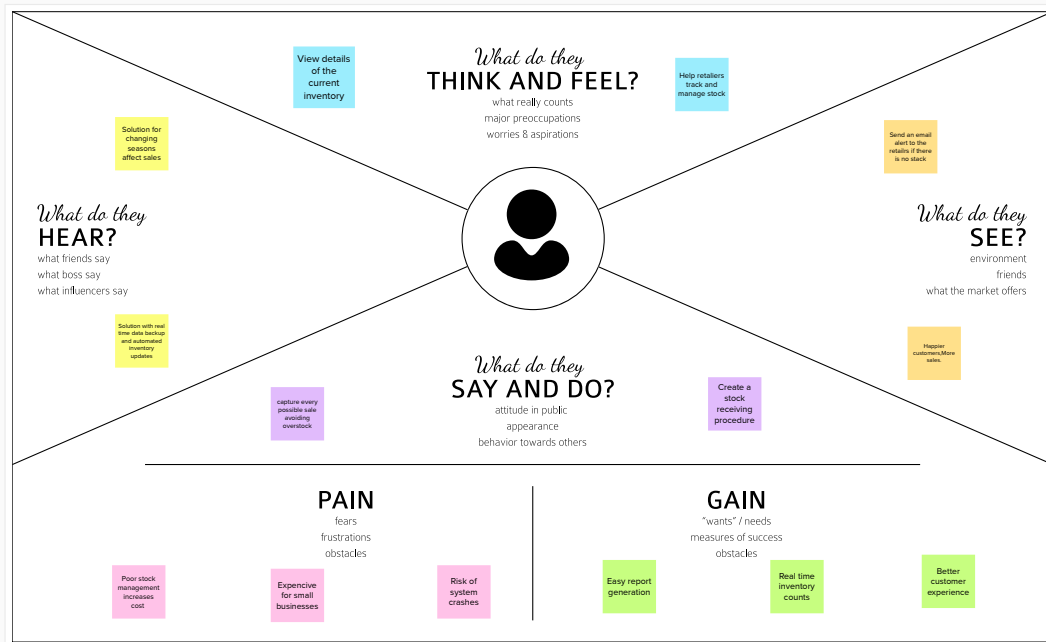 What do they
THINK AND FEEL?
what really counts
major preoccupations
worries & aspirations
View details
of the
current
inventory
Help retaliers
track and
manage stock
Solution for
changing
seasons
affect sales
What do they
HEAR?
what friends say
what boss say
what influencers say
Solution with real
time data backup
and automated
inventory
updates
Send an email
alert to the
retailrs if there
is no stack
What do they
SEE?
environment
friends
what the market offers
Happier
customers,More
sales.
What do they
SAY AND DO?
attitude in public
appearance
behavior towards others
capture every
possible sale
avoiding
overstock
Create a
stock
receiving
procedure
PAIN
fears
frustrations
obstacles
Poor stock
management
increases
cost
Expencive
for small
businesses
Risk of
system
crashes
GAIN
"wants" / needs
measures of success
obstacles
Easy report
generation
Real time
inventory
counts
Better
customer
experience